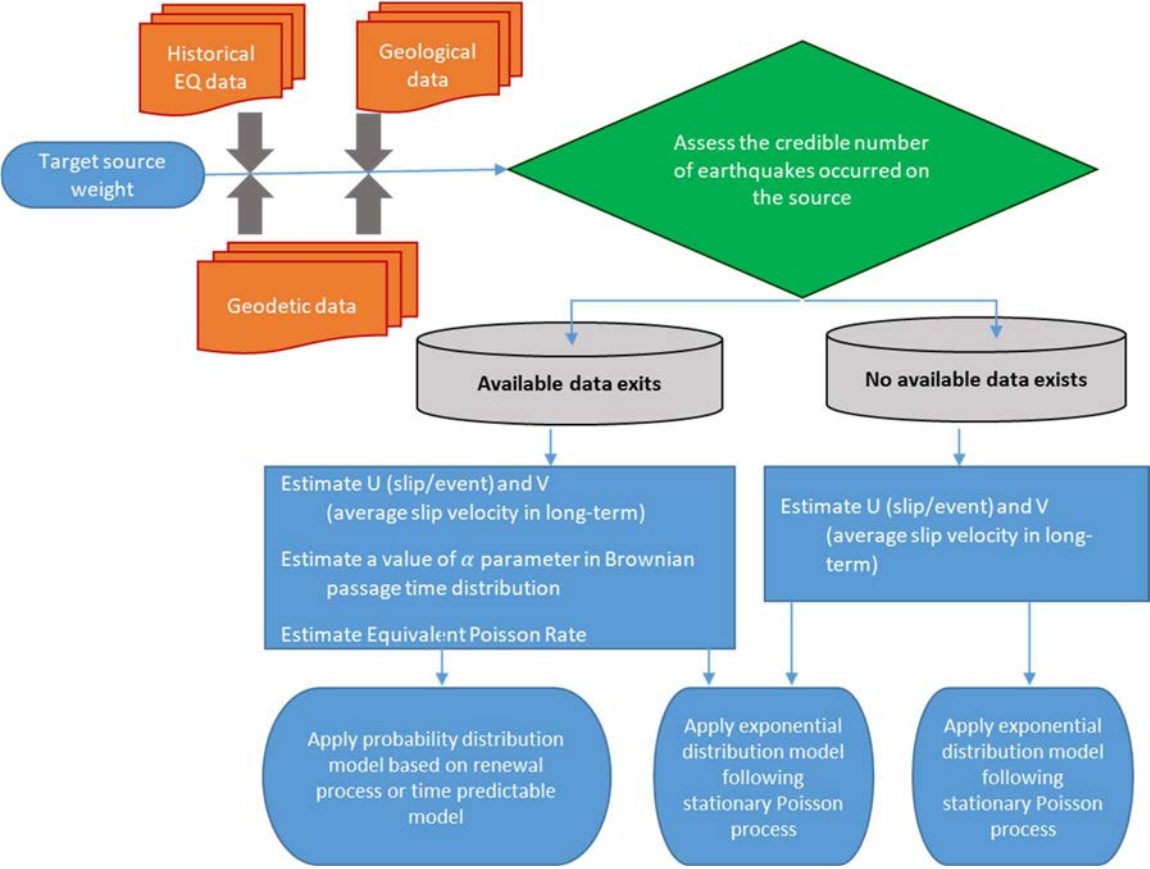 Historical
EQ data
Geological
data
Target source
weight
Assess the credible number
of earthquakes occurred on
the source
Geodetic data
Available data exits
No available data exists
Estimate U (slip/event) and V
(average slip velocity in long-term)
Estimate a value of α parameter in Brownian
passage time distribution
Estimate Equivalent Poisson Rate
Estimate U (slip/event) and V
(average slip velocity in long-
term)
Apply probability distribution
model based on renewal
process or time predictable
model
Apply exponential
distribution model
following
stationary Poisson
process
Apply exponential
distribution model
following
stationary Poisson
process